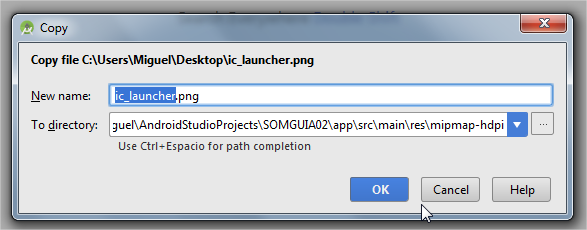 Copy
Copy file C:\Users\Miguel\Desktop\ic_launcher.png
New name: ic_launcher.png
To directory: guel\AndroidStudioProjects\SOMGUIA02\app\src\main\res\mipmap-hdpi ...
Use Ctrl+Espacio for path completion
OK Cancel Help